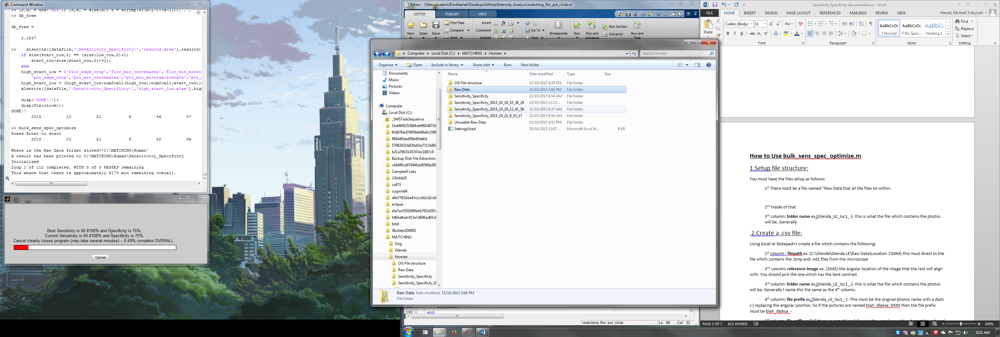 Command Window
>> [c,d] = dos('dir'); [c,e] = size(d); f = strrep(d((e-27):(e-11)),',','');
>> Gb_free
Gb_free =
2.1837
>> xlswrite([datafile,'\Sensitivity_Specificty\','results.xlsx'],results)
if size(start_row,2) == (size(low_row,2)+1)
start_row(size(start_row,2))=[];
end
high_start_low = {'flor_edge_crop','flor_min_convexarea','flor_min_minora
'pol_edge_crop','pol_min_convexarea','pol_min_minoraxislength','pol_m
high_start_low = [high_start_low;num2cell(high_row);num2cell(start_row);n
xlswrite([datafile,'\Sensitivity_Specificty\','high_start_low.xlsx'],high
disp('DONE!!');
disp(fix(clock));
DONE!!
2015 10 21 8 46 37
>> bulk_sens_spec_optimize
Press Enter to start
2015 10 21 8 52 56
Where is the Raw Data folder stored?'C:\MATCHING\Human'
A result has been printed to C:\MATCHING\Human\Sensitivity_Specificty
Initialized
Loop 1 of 112 completed. WITH 3 of 3 PASSES remaining
This means that there is approximately 4173 min remaining overall.
fx
Best Sensitivity is 60.8108% and Specificity is 75%
Current Sensitivity is 60.8108% and Specificity is 75%
Cancel cleanly closes program (may take several minutes) -- 0.49% complete OVERALL.
Cancel
Editor - \\files\students$\mthamel\Desktop\GitHub\Intensity-Analysis\matching_flor_pol_circle.m
EDITOR PUBLISH VIEW
New Open Save Find Files Compare Print
Insert fx Comment Indent
Go To Find
Breakpoints Run Run and Advance Run Section Advance Run and Time
Computer Local Disk (C:) MATCHING Human
Search Human
Organize Open Include in library Share with Burn New folder
Documents
Music
Pictures
Videos
Computer
Local Disk (C:)
_SMSTaskSequence
1be0600253804deff60d072b
6fd076bd74959e048a0c3386
984b90aed59b49de6d
57982921b830e02e7712b88a
b21a79b3145747ec1887c9
Backup Disk File Extraction
c4b6f9ce974946dd5569a385
Campbell Labs
CRANAD
cs473
cygwin64
d4e7782bbe43c1cbb1d2cb8
eclipse
efe7acf3593f9fb4b793d297a
fd6be8adcf13e7d696ad65c8
Intel
JBuilder2008R2
MATCHING
Dog
Glenda
Human
OG File structure
Raw Data
Sensitivity_Specificty
Sensitivity_Specificty_20
Name Date modified Type Size
OG File structure 15/10/2015 4:29 PM File folder
Raw Data 15/10/2015 5:04 PM File folder
Sensitivity_Specificty 21/10/2015 8:54 AM File folder
Sensitivity_Specificty_2015_10_19_10_36_29 19/10/2015 11:13 ... File folder
Sensitivity_Specificty_2015_10_19_12_41_56 21/10/2015 8:37 AM File folder
Sensitivity_Specificty_2015_10_21_8_53_17 21/10/2015 8:54 AM File folder
Unusable Raw Data 15/10/2015 4:52 PM File folder
SettingsUsed 20/10/2015 12:07 ... Microsoft Excel W... 9 KB
Raw Data Date modified: 15/10/2015 5:04 PM
File folder
193 end
matching_flor_pol_circle Ln 94 Col 32
Sensitivity Specificity documentation - Word
FILE HOME INSERT DESIGN PAGE LAYOUT REFERENCES MAILINGS REVIEW VIEW
Hamel, Michael Tokiyoshi
Paste
Calibri (Body) 11
AaBbCcDc AaBbCcDc AaBbCc
¶ Normal ¶ No Spac... Heading 1
Find
Replace
Select
Font Paragraph Styles Editing
How to Use bulk_sens_spec_optimize.m
1.Setup file structure:
You must have the files setup as follows:
1st There must be a file named “Raw Data that all the files sit within.
2nd Inside of that
3rd column: folder name ex.[Glenda_LE_loc1_-]- this is what the file which contains the photos
will be. Generally
2.Create a .csv file:
Using Excel or Notepad++ create a file which contains the following:
1st column : filepath ex. [C:\Glenda\Glenda LE\Raw Data\Location 1\MM]-this must direct to the
file which contains the .bmp and .nd2 files from the microscope
2nd column: reference image ex. [3045]-the angular location of the image that the rest will align
with. You should pick the one which has the best contrast
3rd column: folder name ex.[Glenda_LE_loc1_-]- this is what the file which contains the photos
will be. Generally I name this the same as the 4th column.
4th column: file prefix ex.[Glenda_LE_loc1_-]- This must be the original photos name with a dash
(-) replacing the angular position. So if the pictures are named blah_dbjksa_XXXX then the file prefix
must be blah_dbjksa_-
PAGE 2 OF 7 613 WORDS 100%
9:21 AM